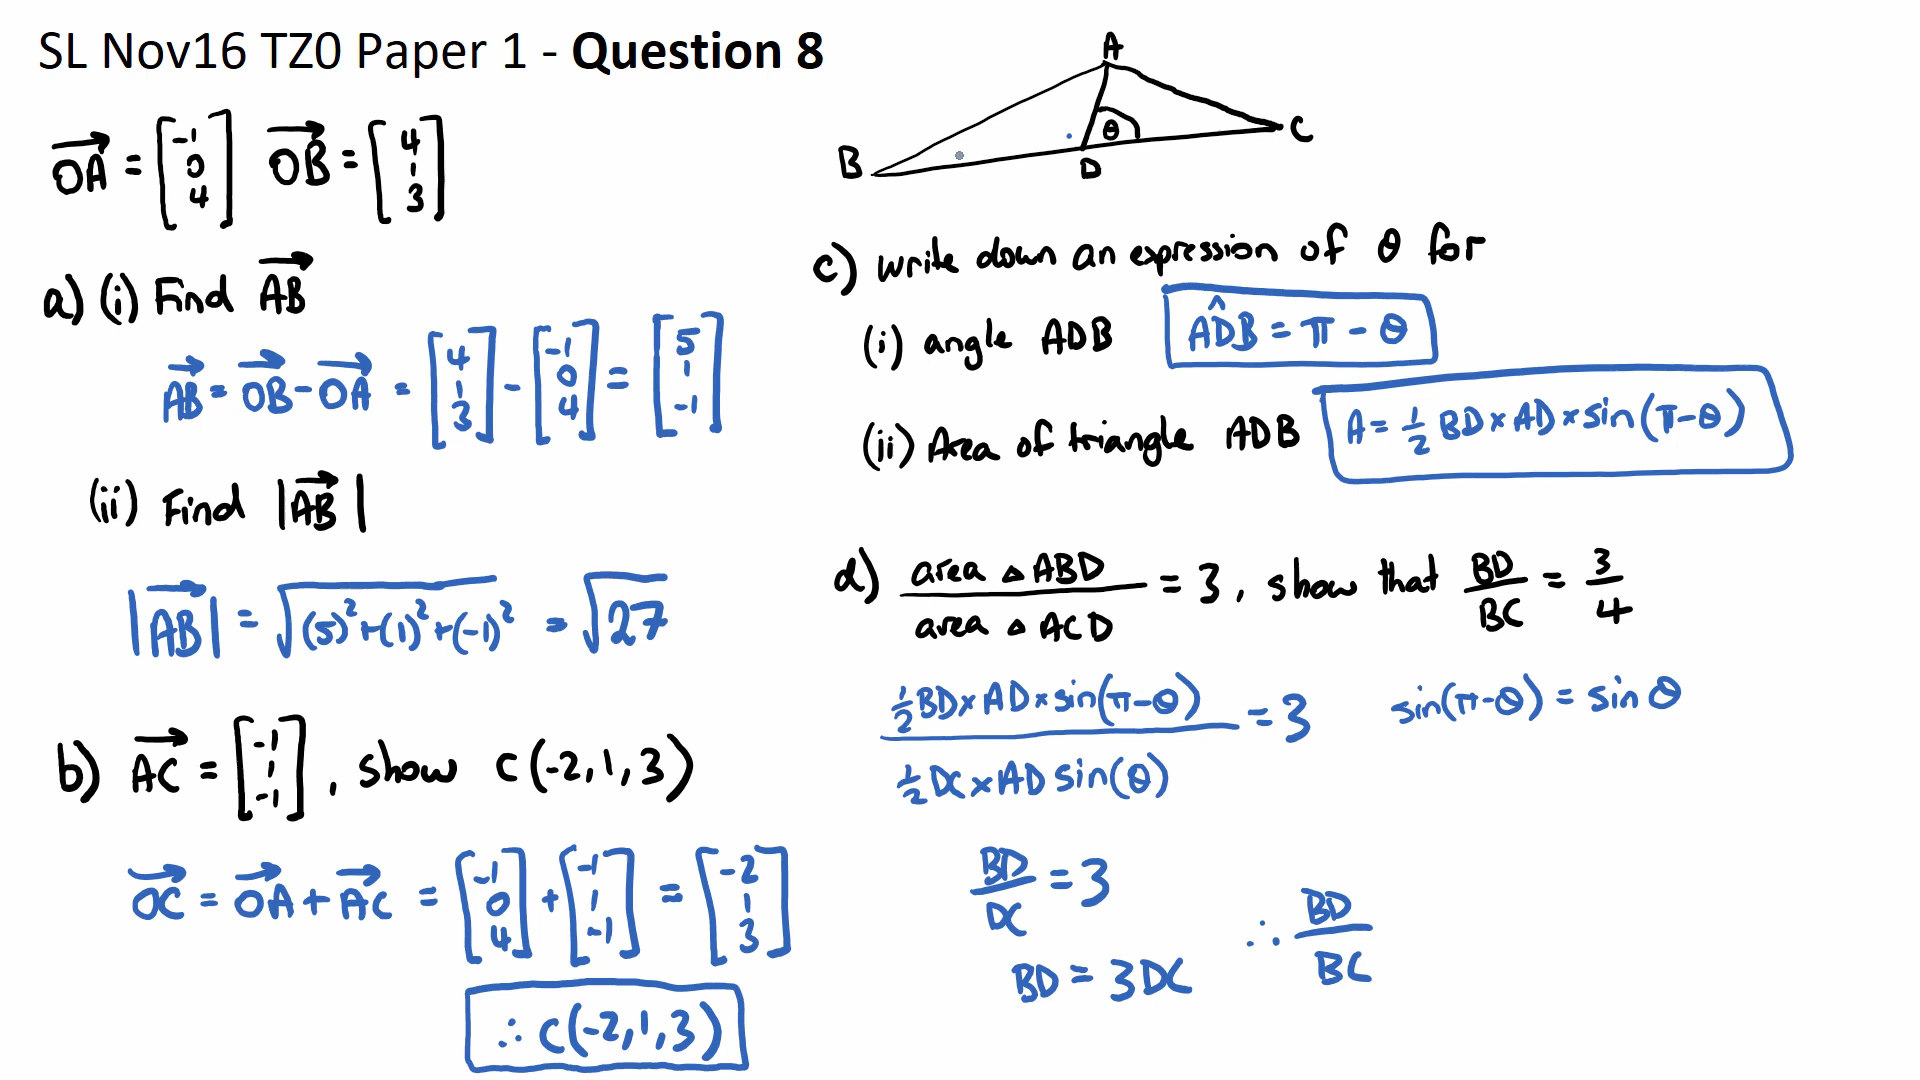 SL Nov16 TZ0 Paper 1 - Question 8
OA = [-1 0 4] OB = [4 1 3]
a) (i) Find AB
AB = OB - OA = [4 1 3] - [-1 0 4] = [5 1 -1]
(ii) Find |AB|
|AB| = √(5)²+(1)²+(-1)² = √27
b) AC = [-1 1 -1], show C(-2,1,3)
OC = OA + AC = [-1 0 4] + [-1 1 -1] = [-2 1 3]
∴ C(-2,1,3)
A
B
θ
D
C
c) write down an expression of θ for
(i) angle ADB AD̂B = π - θ
(ii) Area of triangle ADB A = 1/2 BD × AD × sin(π-θ)
d) area △ABD / area △ACD = 3, show that BD/BC = 3/4
1/2 BD × AD × sin(π-θ) / 1/2 DC × AD sin(θ) = 3 sin(π-θ) = sin θ
BD/DC = 3
BD = 3DC ∴ BD/BC